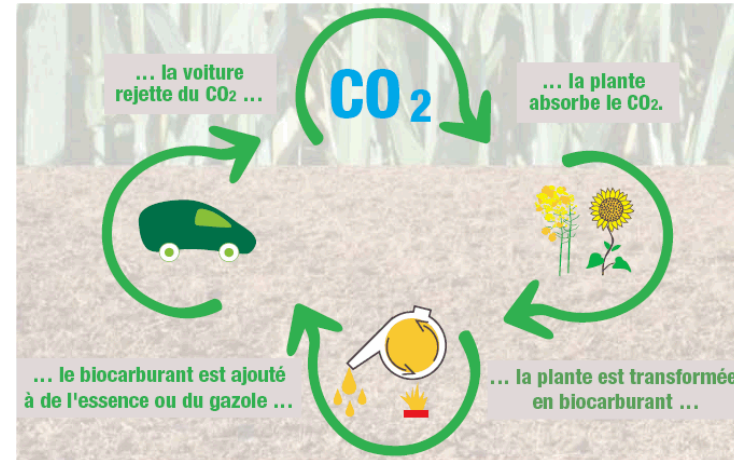 ... la voiture
rejette du CO2 ...
CO2
... la plante
absorbe le CO2.
... la plante est transformée
en biocarburant ...
... le biocarburant est ajouté
à de l'essence ou du gazole ...